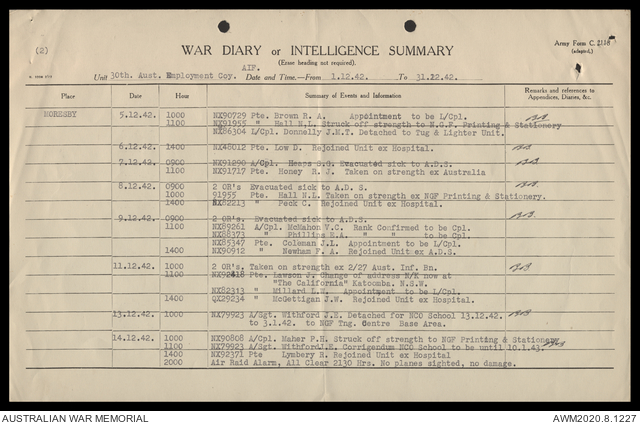 (2)
WAR DIARY or INTELLIGENCE SUMMARY
Army Form C. 2118
(adapted.)
(Erase heading not required).
AIF.
Unit 30th. Aust. Employment Coy. Date and Time.—From 1.12.42. To 31.12.42.
Place Date Hour Summary of Events and Information Remarks and references to Appendices, Diaries, &c.
MORESBY 5.12.42. 1000 NX90729 Pte. Brown R. A. Appointment to be L/Cpl.
1100 NX91955 " Hall N.L. Struck off strength to N.G.F. Printing & Stationery
NX86304 L/Cpl. Donnelly J.M.T. Detached to Tug & Lighter Unit.
6.12.42. 1400 NX48012 Pte. Low D. Rejoined Unit ex Hospital.
7.12.42. 0900 NX91298 A/Cpl. Heaps S.G. Evacuated sick to A.D.S.
1100 NX91717 Pte. Honey R. J. Taken on strength ex Australia
8.12.42. 0900 2 OR's Evacuated sick to A.D.S.
1000 91955 Pte. Hall N.L. Taken on strength ex NGF Printing & Stationery.
1400 NX82213 " Peck C. Rejoined Unit ex Hospital.
9.12.42. 0900 2 OR's. Evacuated sick to A.D.S.
1100 NX89261 A/Cpl. McMahon V.C. Rank Confirmed to be Cpl.
NX88373 " Phillips E.A. " " to be Cpl.
NX85347 Pte. Coleman J.L. Appointment to be L/Cpl.
1400 NX90912 " Newham F. A. Rejoined Unit ex A.D.S.
11.12.42. 1000 2 OR's. Taken on strength ex 2/27 Aust. Inf. Bn.
1100 NX92418 Pte. Lawson J. Change of address N/K now at
"The California" Katoomba. N.S.W.
NX82313 " Millard L.W. Appointment to be L/Cpl.
1400 QX29234 " McGettigan J.W. Rejoined Unit ex Hospital.
13.12.42. 1000 NX79923 A/Sgt. Withford J.E. Detached for NCO School 13.12.42.
to 3.1.42. to NGF Tng. Centre Base Area.
14.12.42. 1000 NX90808 A/Cpl. Maher P.H. Struck off strength to NGF Printing & Stationery
1100 NX79923 A/Sgt. Withford J.E. Corrigendum NCO School to be until 10.1.43.
1400 NX92371 Pte Lymbery R. Rejoined Unit ex Hospital
2000 Air Raid Alarm, All Clear 2130 Hrs. No planes sighted, no damage.
AUSTRALIAN WAR MEMORIAL
AWM2020.8.1227